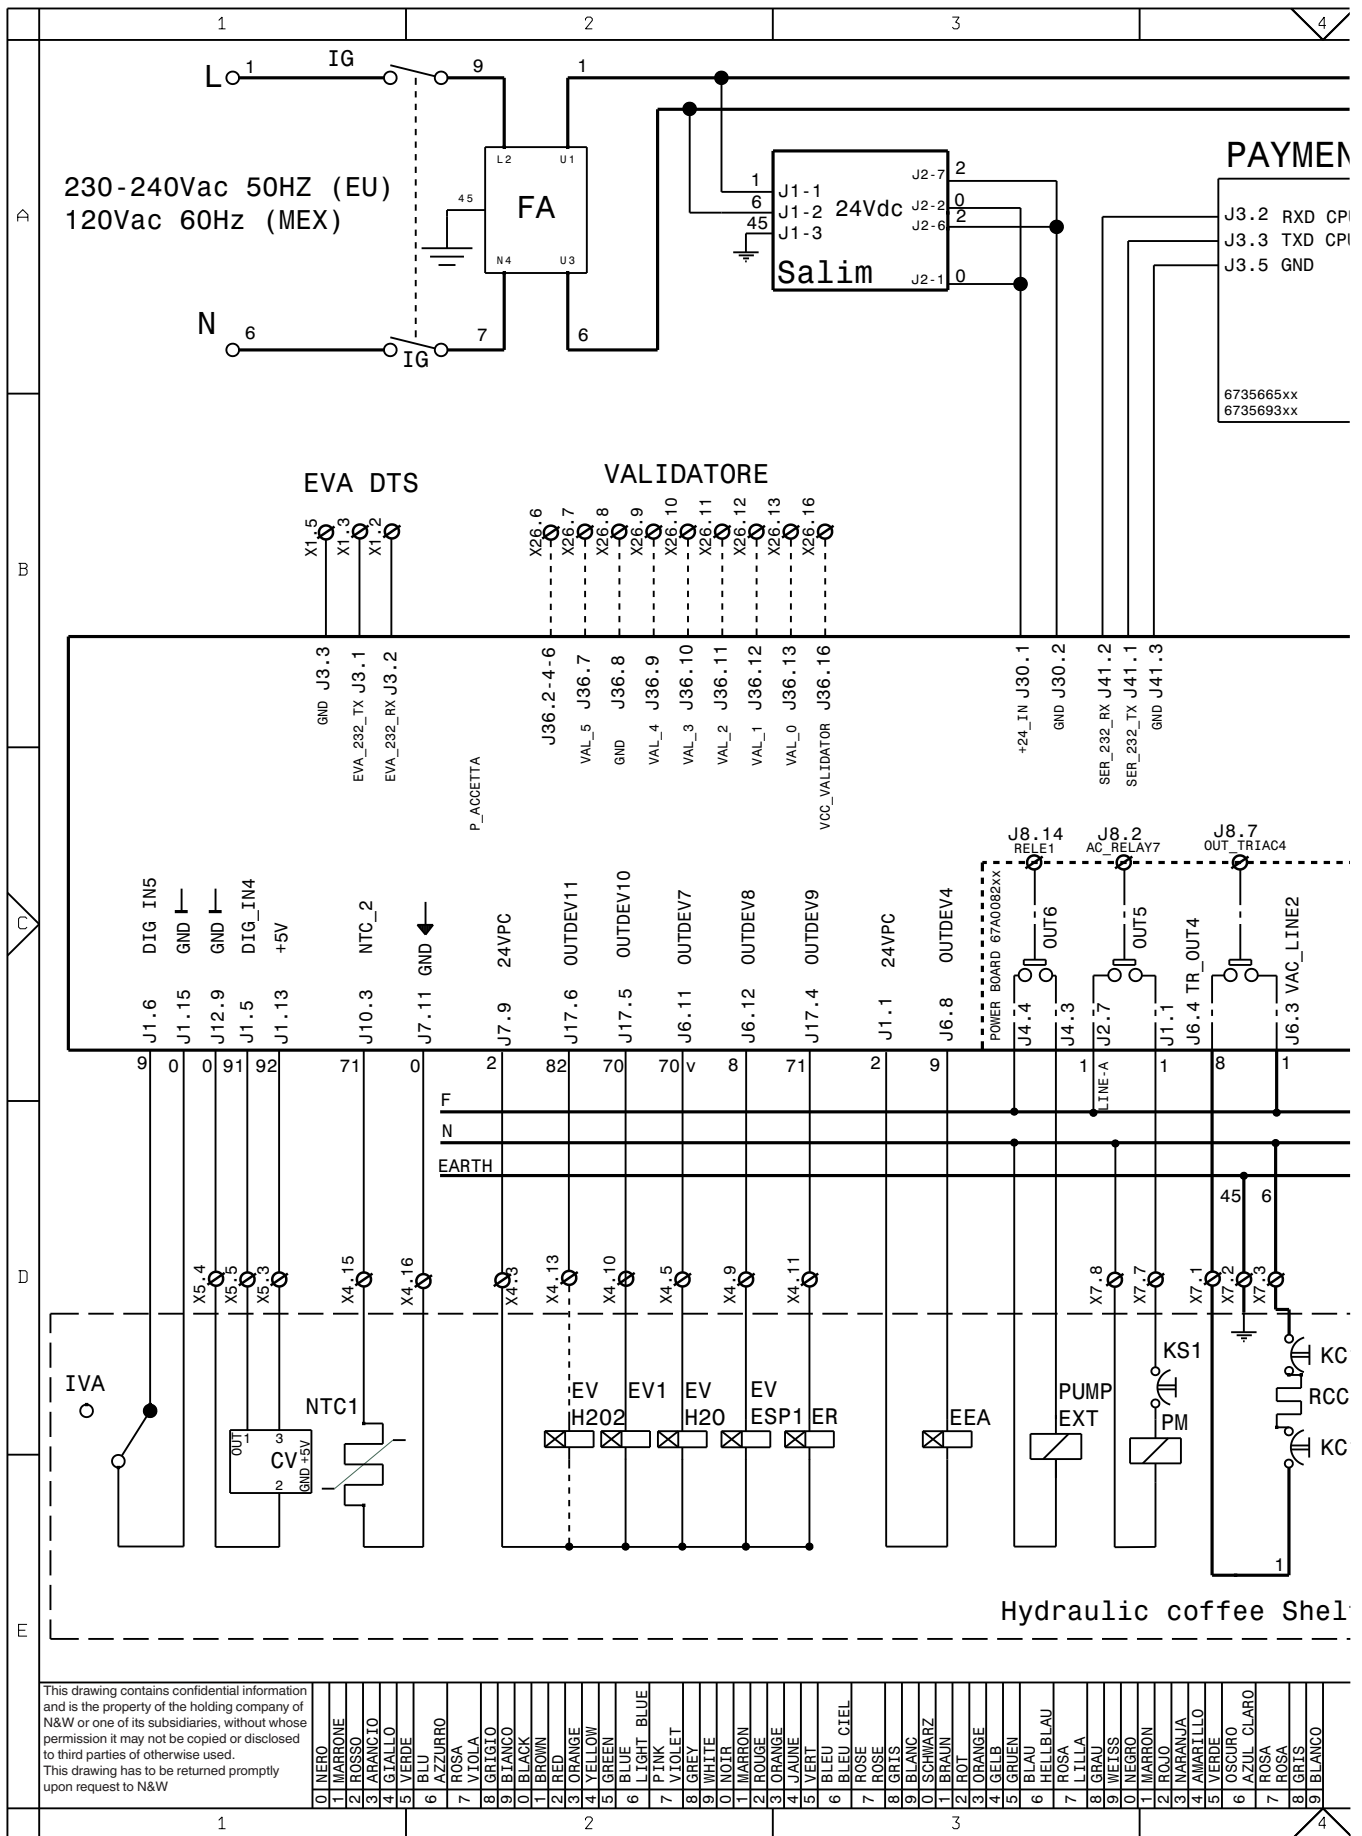 1 2 3 4
L 1 IG 9 1
230-240Vac 50HZ (EU)
120Vac 60Hz (MEX)
L2 U1
45 FA
N4 U3
N 6 IG 7 6
1 J1-1
6 J1-2
45 J1-3
24Vdc
Salim
J2-7 2
J2-2 0
J2-6 2
J2-1 0
PAYMEN
J3.2 RXD CPU
J3.3 TXD CPU
J3.5 GND
6735665xx
6735693xx
A
B
C
D
E
EVA DTS
X1.5 X1.3 X1.2
VALIDATORE
X26.6 X26.7 X26.8 X26.9 X26.10 X26.11 X26.12 X26.13 X26.16
GND J3.3
EVA_232_TX J3.1
EVA_232_RX J3.2
P_ACCETTA
J36.2-4-6
VAL_5 J36.7
GND J36.8
VAL_4 J36.9
VAL_3 J36.10
VAL_2 J36.11
VAL_1 J36.12
VAL_0 J36.13
VCC_VALIDATOR J36.16
+24_IN J30.1
GND J30.2
SER_232_RX J41.2
SER_232_TX J41.1
GND J41.3
J8.14
RELE1
J8.2
AC_RELAY7
J8.7
OUT_TRIAC4
POWER BOARD 67A0082xx
OUT6
OUT5
J1.6 DIG IN5
J1.15 GND
J12.9 GND
J1.5 DIG_IN4
J1.13 +5V
J10.3 NTC_2
J7.11 GND
J7.9 24VPC
J17.6 OUTDEV11
J17.5 OUTDEV10
J6.11 OUTDEV7
J6.12 OUTDEV8
J17.4 OUTDEV9
J1.1 24VPC
J6.8 OUTDEV4
J4.4
J4.3
J2.7
J1.1
J6.4 TR_OUT4
J6.3 VAC_LINE2
9 0 0 91 92 71 0 2 82 70 70 v 8 71 2 9 1 LINE-A 1 8 1
F
N
EARTH
45 6
X5.4 X5.5 X5.3 X4.15 X4.16 X4.3 X4.13 X4.10 X4.5 X4.9 X4.11 X7.8 X7.7 X7.1 X7.2 X7.3
IVA
OUT 1 3
CV
GND +5V
2
NTC1
EV
H2O2
EV1
EV
H2O
EV
ESP1
ER
EEA
PUMP
EXT
KS1
PM
KC
RCC
KC
1
Hydraulic coffee Shel
This drawing contains confidential information
and is the property of the holding company of
N&W or one of its subsidiaries, without whose
permission it may not be copied or disclosed
to third parties of otherwise used.
This drawing has to be returned promptly
upon request to N&W
0 NERO
1 MARRONE
2 ROSSO
3 ARANCIO
4 GIALLO
5 VERDE
6 BLU
AZZURRO
7 ROSA
VIOLA
8 GRIGIO
9 BIANCO
0 BLACK
1 BROWN
2 RED
3 ORANGE
4 YELLOW
5 GREEN
6 BLUE
LIGHT BLUE
7 PINK
VIOLET
8 GREY
9 WHITE
0 NOIR
1 MARRON
2 ROUGE
3 ORANGE
4 JAUNE
5 VERT
6 BLEU
BLEU CIEL
7 ROSE
ROSE
8 GRIS
9 BLANC
0 SCHWARZ
1 BRAUN
2 ROT
3 ORANGE
4 GELB
5 GRUEN
6 BLAU
HELLBLAU
7 ROSA
LILLA
8 GRAU
9 WEISS
0 NEGRO
1 MARRON
2 ROJO
3 NARANJA
4 AMARILLO
5 VERDE
6 OSCURO
AZUL CLARO
7 ROSA
ROSA
8 GRIS
9 BLANCO
1 2 3 4